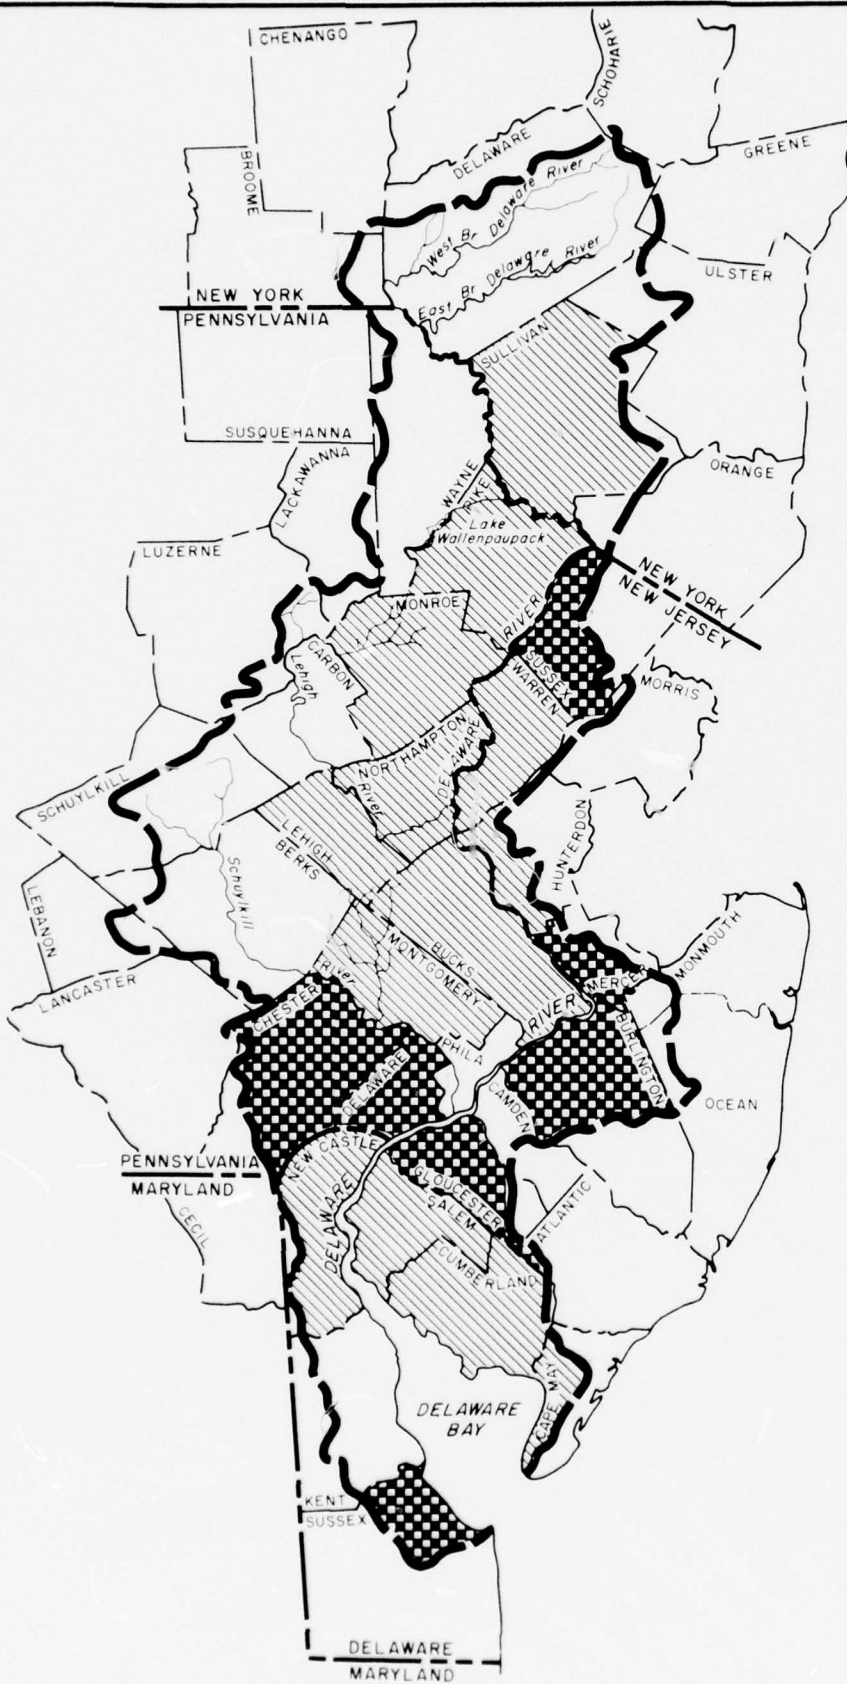 CHENANGO
SCHOHARIE
DELAWARE
GREENE
BROOME
West Br Delaware River
East Br Delaware River
ULSTER
NEW YORK
PENNSYLVANIA
SULLIVAN
SUSQUEHANNA
LACKAWANNA
WAYNE
PIKE
ORANGE
Lake
Wallenpaupack
LUZERNE
NEW YORK
NEW JERSEY
MONROE
RIVER
CARBON
Lehigh
SUSSEX
WARREN
MORRIS
NORTHAMPTON
DELAWARE
River
SCHUYLKILL
LEHIGH
BERKS
HUNTERDON
Schuylkill
LEBANON
MONMOUTH
BUCKS
MONTGOMERY
MERCER
River
LANCASTER
CHESTER
RIVER
BURLINGTON
PHILA
DELAWARE
CAMDEN
OCEAN
NEW CASTLE
PENNSYLVANIA
MARYLAND
GLOUCESTER
SALEM
ATLANTIC
DELAWARE
CECIL
CUMBERLAND
CAPE MAY
DELAWARE
BAY
KENT
SUSSEX
DELAWARE
MARYLAND